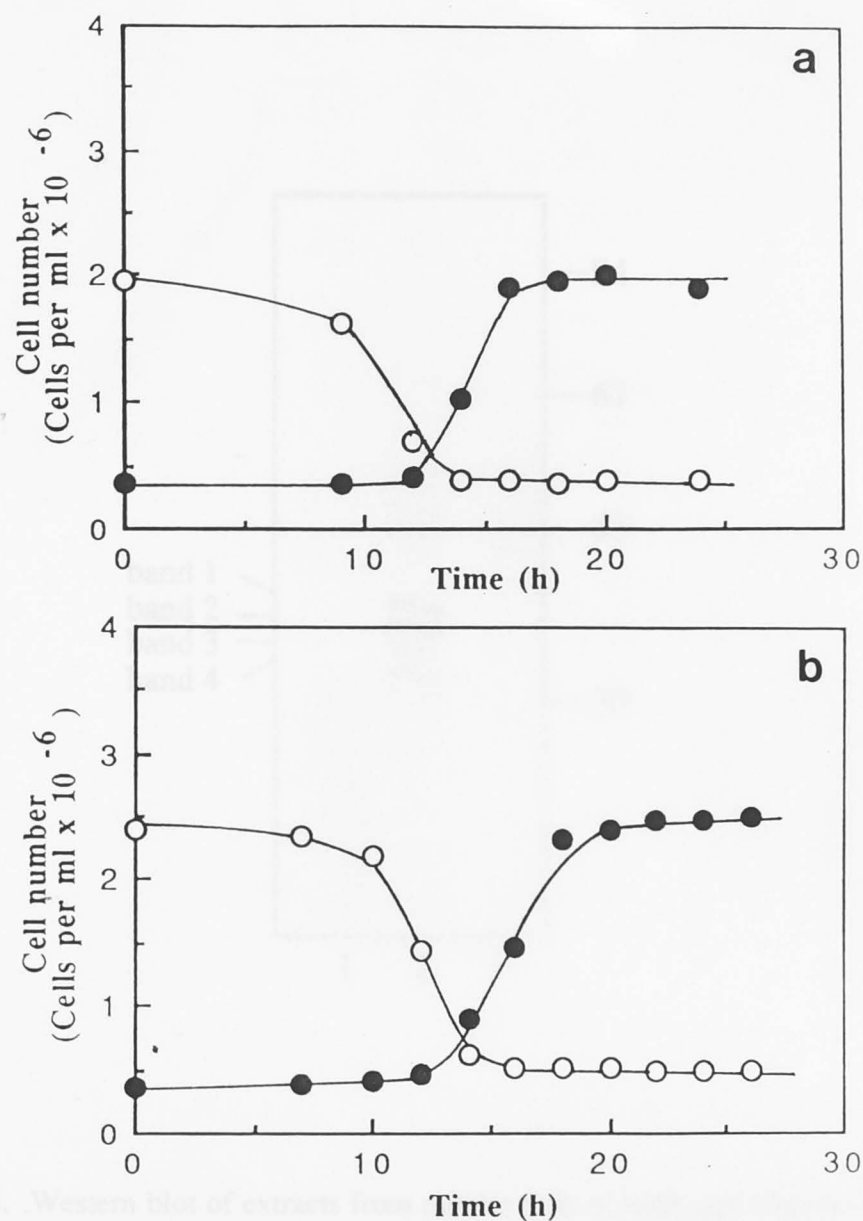 a
4
3
2
1
0
Cell number
(Cells per ml x 10 -6)
0 10 20 30
Time (h)
band 1
band 2
band 3
band 4
b
4
3
2
1
0
Cell number
(Cells per ml x 10 -6)
0 10 20 30
Time (h)
.Western blot of extracts from